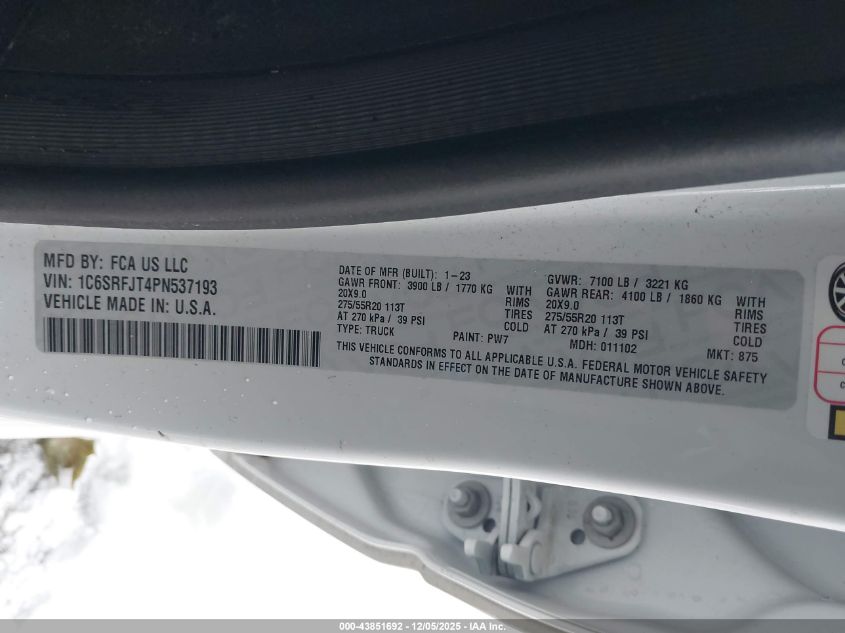 MFD BY: FCA US LLC
VIN: 1C6SRFJT4PN537193
VEHICLE MADE IN: U.S.A.
DATE OF MFR (BUILT): 1-23
GAWR FRONT: 3900 LB / 1770 KG WITH
20X9.0 RIMS
275/55R20 113T TIRES
AT 270 kPa / 39 PSI COLD
TYPE: TRUCK PAINT: PW7
GVWR: 7100 LB / 3221 KG
GAWR REAR: 4100 LB / 1860 KG WITH
20X9.0 RIMS
275/55R20 113T TIRES
AT 270 kPa / 39 PSI COLD
MDH: 011102 MKT: 875
THIS VEHICLE CONFORMS TO ALL APPLICABLE U.S.A. FEDERAL MOTOR VEHICLE SAFETY
STANDARDS IN EFFECT ON THE DATE OF MANUFACTURE SHOWN ABOVE.
000-43851692 - 12/05/2025 - IAA Inc.